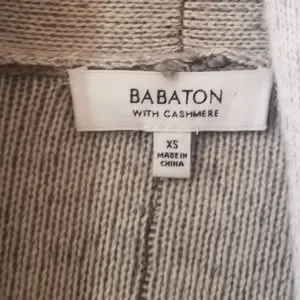 BABATON
WITH CASHMERE
XS
MADE IN
CHINA